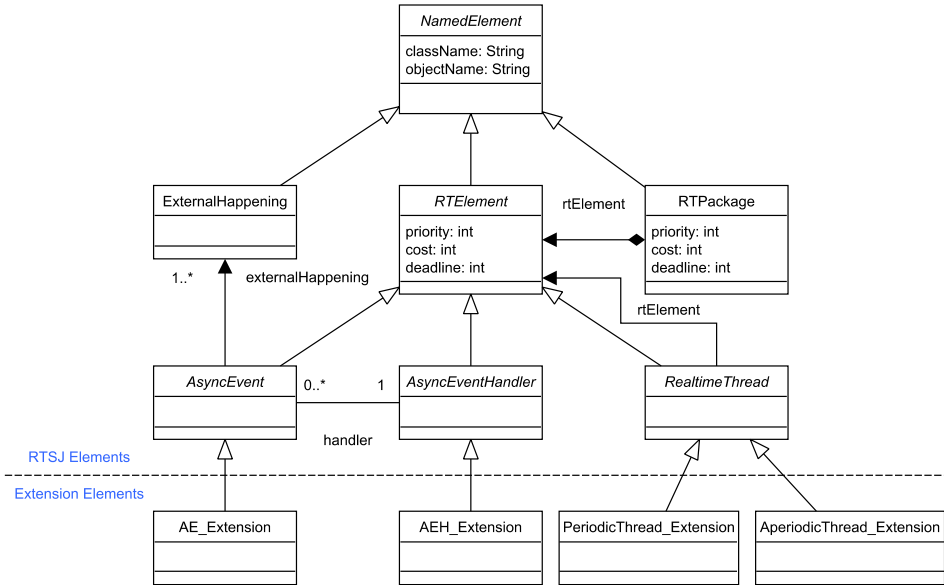 NamedElement
className: String
objectName: String
ExternalHappening
RTElement
priority: int
cost: int
deadline: int
rtElement
RTPackage
priority: int
cost: int
deadline: int
1..*
externalHappening
rtElement
AsyncEvent
0..*
1
handler
AsyncEventHandler
RealtimeThread
RTSJ Elements
Extension Elements
AE_Extension
AEH_Extension
PeriodicThread_Extension
AperiodicThread_Extension